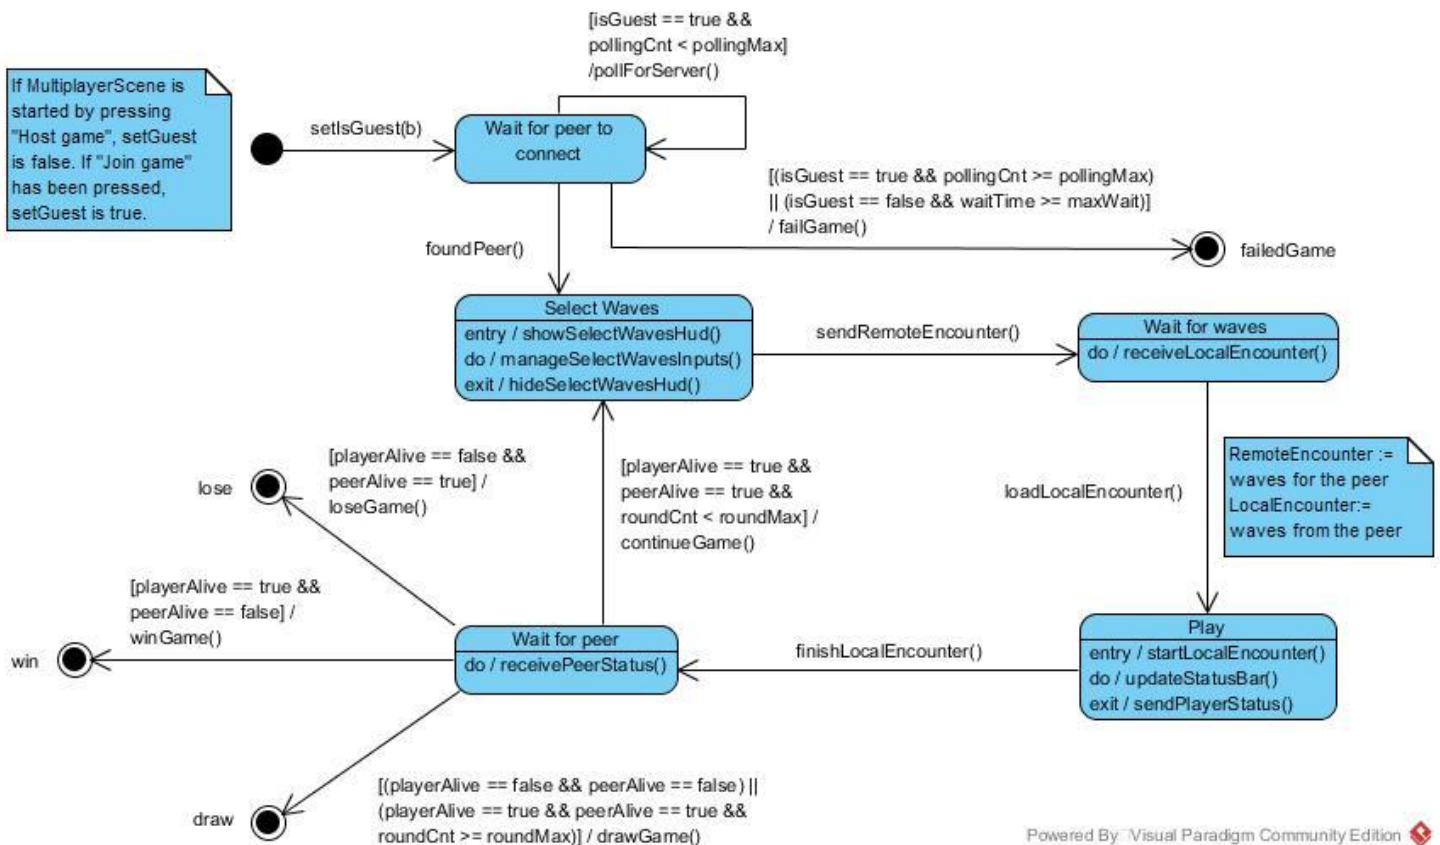 [isGuest == true &&
pollingCnt < pollingMax]
/pollForServer()
If MultiplayerScene is
started by pressing
"Host game", setGuest
is false. If "Join game"
has been pressed,
setGuest is true.
setIsGuest(b)
Wait for peer to
connect
[(isGuest == true && pollingCnt >= pollingMax)
|| (isGuest == false && waitTime >= maxWait)]
/ failGame()
foundPeer()
failedGame
Select Waves
entry / showSelectWavesHud()
do / manageSelectWavesInputs()
exit / hideSelectWavesHud()
sendRemoteEncounter()
Wait for waves
do / receiveLocalEncounter()
RemoteEncounter :=
waves for the peer
LocalEncounter:=
waves from the peer
loadLocalEncounter()
[playerAlive == false &&
peerAlive == true] /
loseGame()
lose
[playerAlive == true &&
peerAlive == true &&
roundCnt < roundMax] /
continueGame()
[playerAlive == true &&
peerAlive == false] /
winGame()
win
Wait for peer
do / receivePeerStatus()
finishLocalEncounter()
Play
entry / startLocalEncounter()
do / updateStatusBar()
exit / sendPlayerStatus()
draw
[(playerAlive == false && peerAlive == false) ||
(playerAlive == true && peerAlive == true &&
roundCnt >= roundMax)] / drawGame()
Powered By Visual Paradigm Community Edition